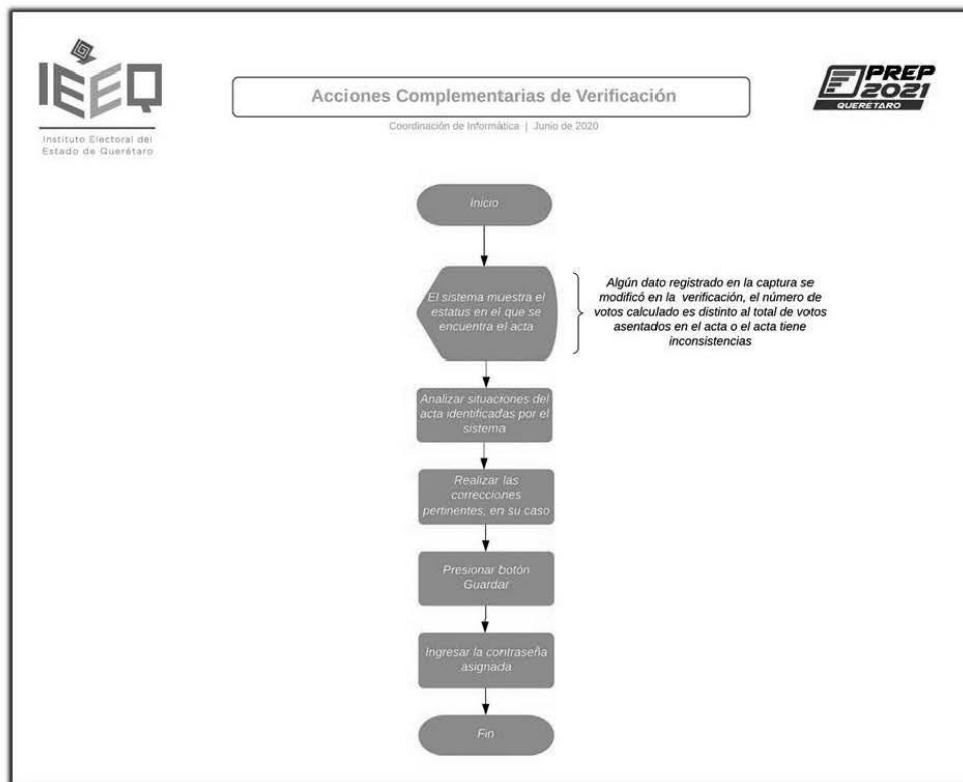 IEEQ
Instituto Electoral del
Estado de Querétaro
Acciones Complementarias de Verificación
Coordinación de Informática | Junio de 2020
PREP
2021
QUERÉTARO
Inicio
El sistema muestra el
estatus en el que se
encuentra el acta
Algún dato registrado en la captura se
modificó en la verificación, el número de
votos calculado es distinto al total de votos
asentados en el acta o el acta tiene
inconsistencias
Analizar situaciones del
acta identificadas por el
sistema
Realizar las
correcciones
pertinentes, en su caso
Presionar botón
Guardar
Ingresar la contraseña
asignada
Fin